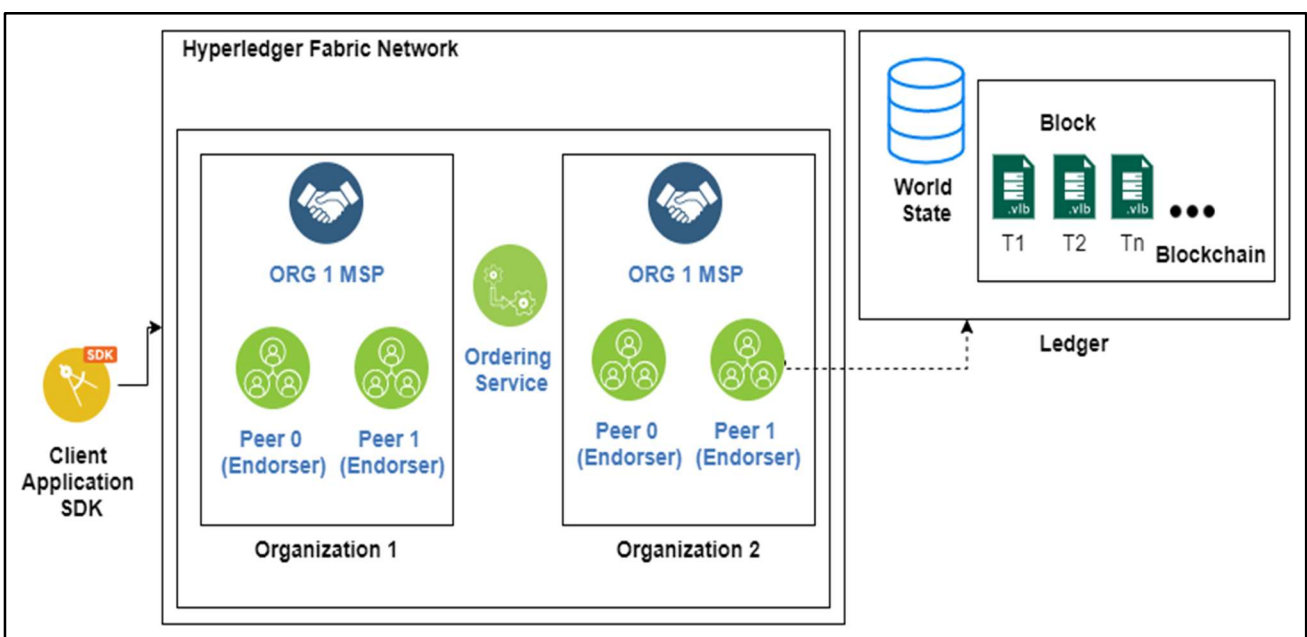 Hyperledger Fabric Network
ORG 1 MSP
Peer 0
(Endorser)
Peer 1
(Endorser)
Organization 1
Ordering
Service
ORG 1 MSP
Peer 0
(Endorser)
Peer 1
(Endorser)
Organization 2
SDK
Client
Application
SDK
World
State
Block
.vlb
.vlb
.vlb
T1
T2
Tn
Blockchain
Ledger